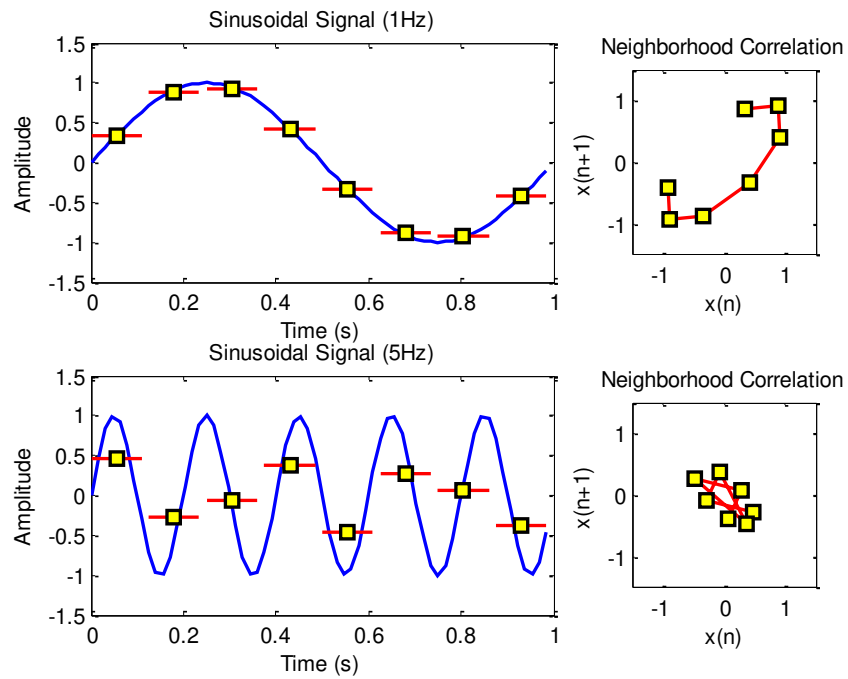 Sinusoidal Signal (1Hz)
1.5
1
0.5
0
-0.5
-1
-1.5
Amplitude
0 0.2 0.4 0.6 0.8 1
Time (s)
Neighborhood Correlation
1
0
-1
x(n+1)
-1 0 1
x(n)
Sinusoidal Signal (5Hz)
1.5
1
0.5
0
-0.5
-1
-1.5
Amplitude
0 0.2 0.4 0.6 0.8 1
Time (s)
Neighborhood Correlation
1
0
-1
x(n+1)
-1 0 1
x(n)